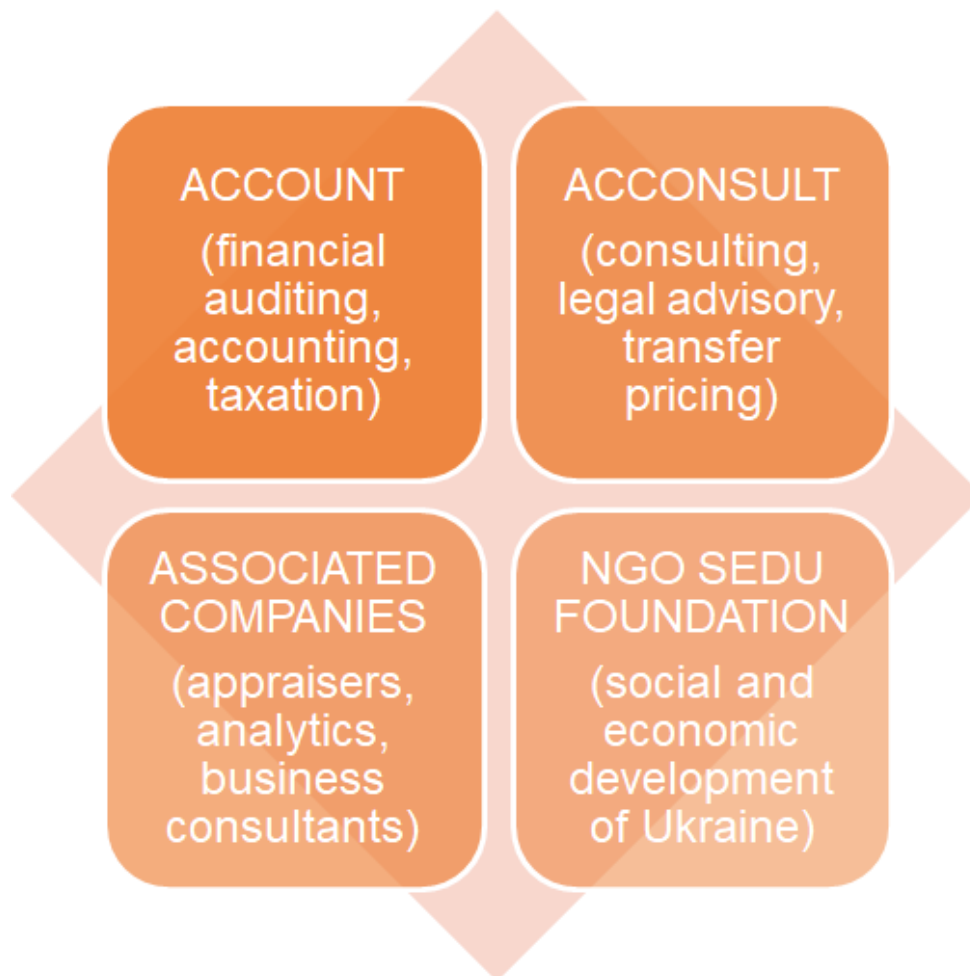 ACCOUNT
(financial
auditing,
accounting,
taxation)
ACCONSULT
(consulting,
legal advisory,
transfer
pricing)
ASSOCIATED
COMPANIES
(appraisers,
analytics,
business
consultants)
NGO SEDU
FOUNDATION
(social and
economic
development
of Ukraine)